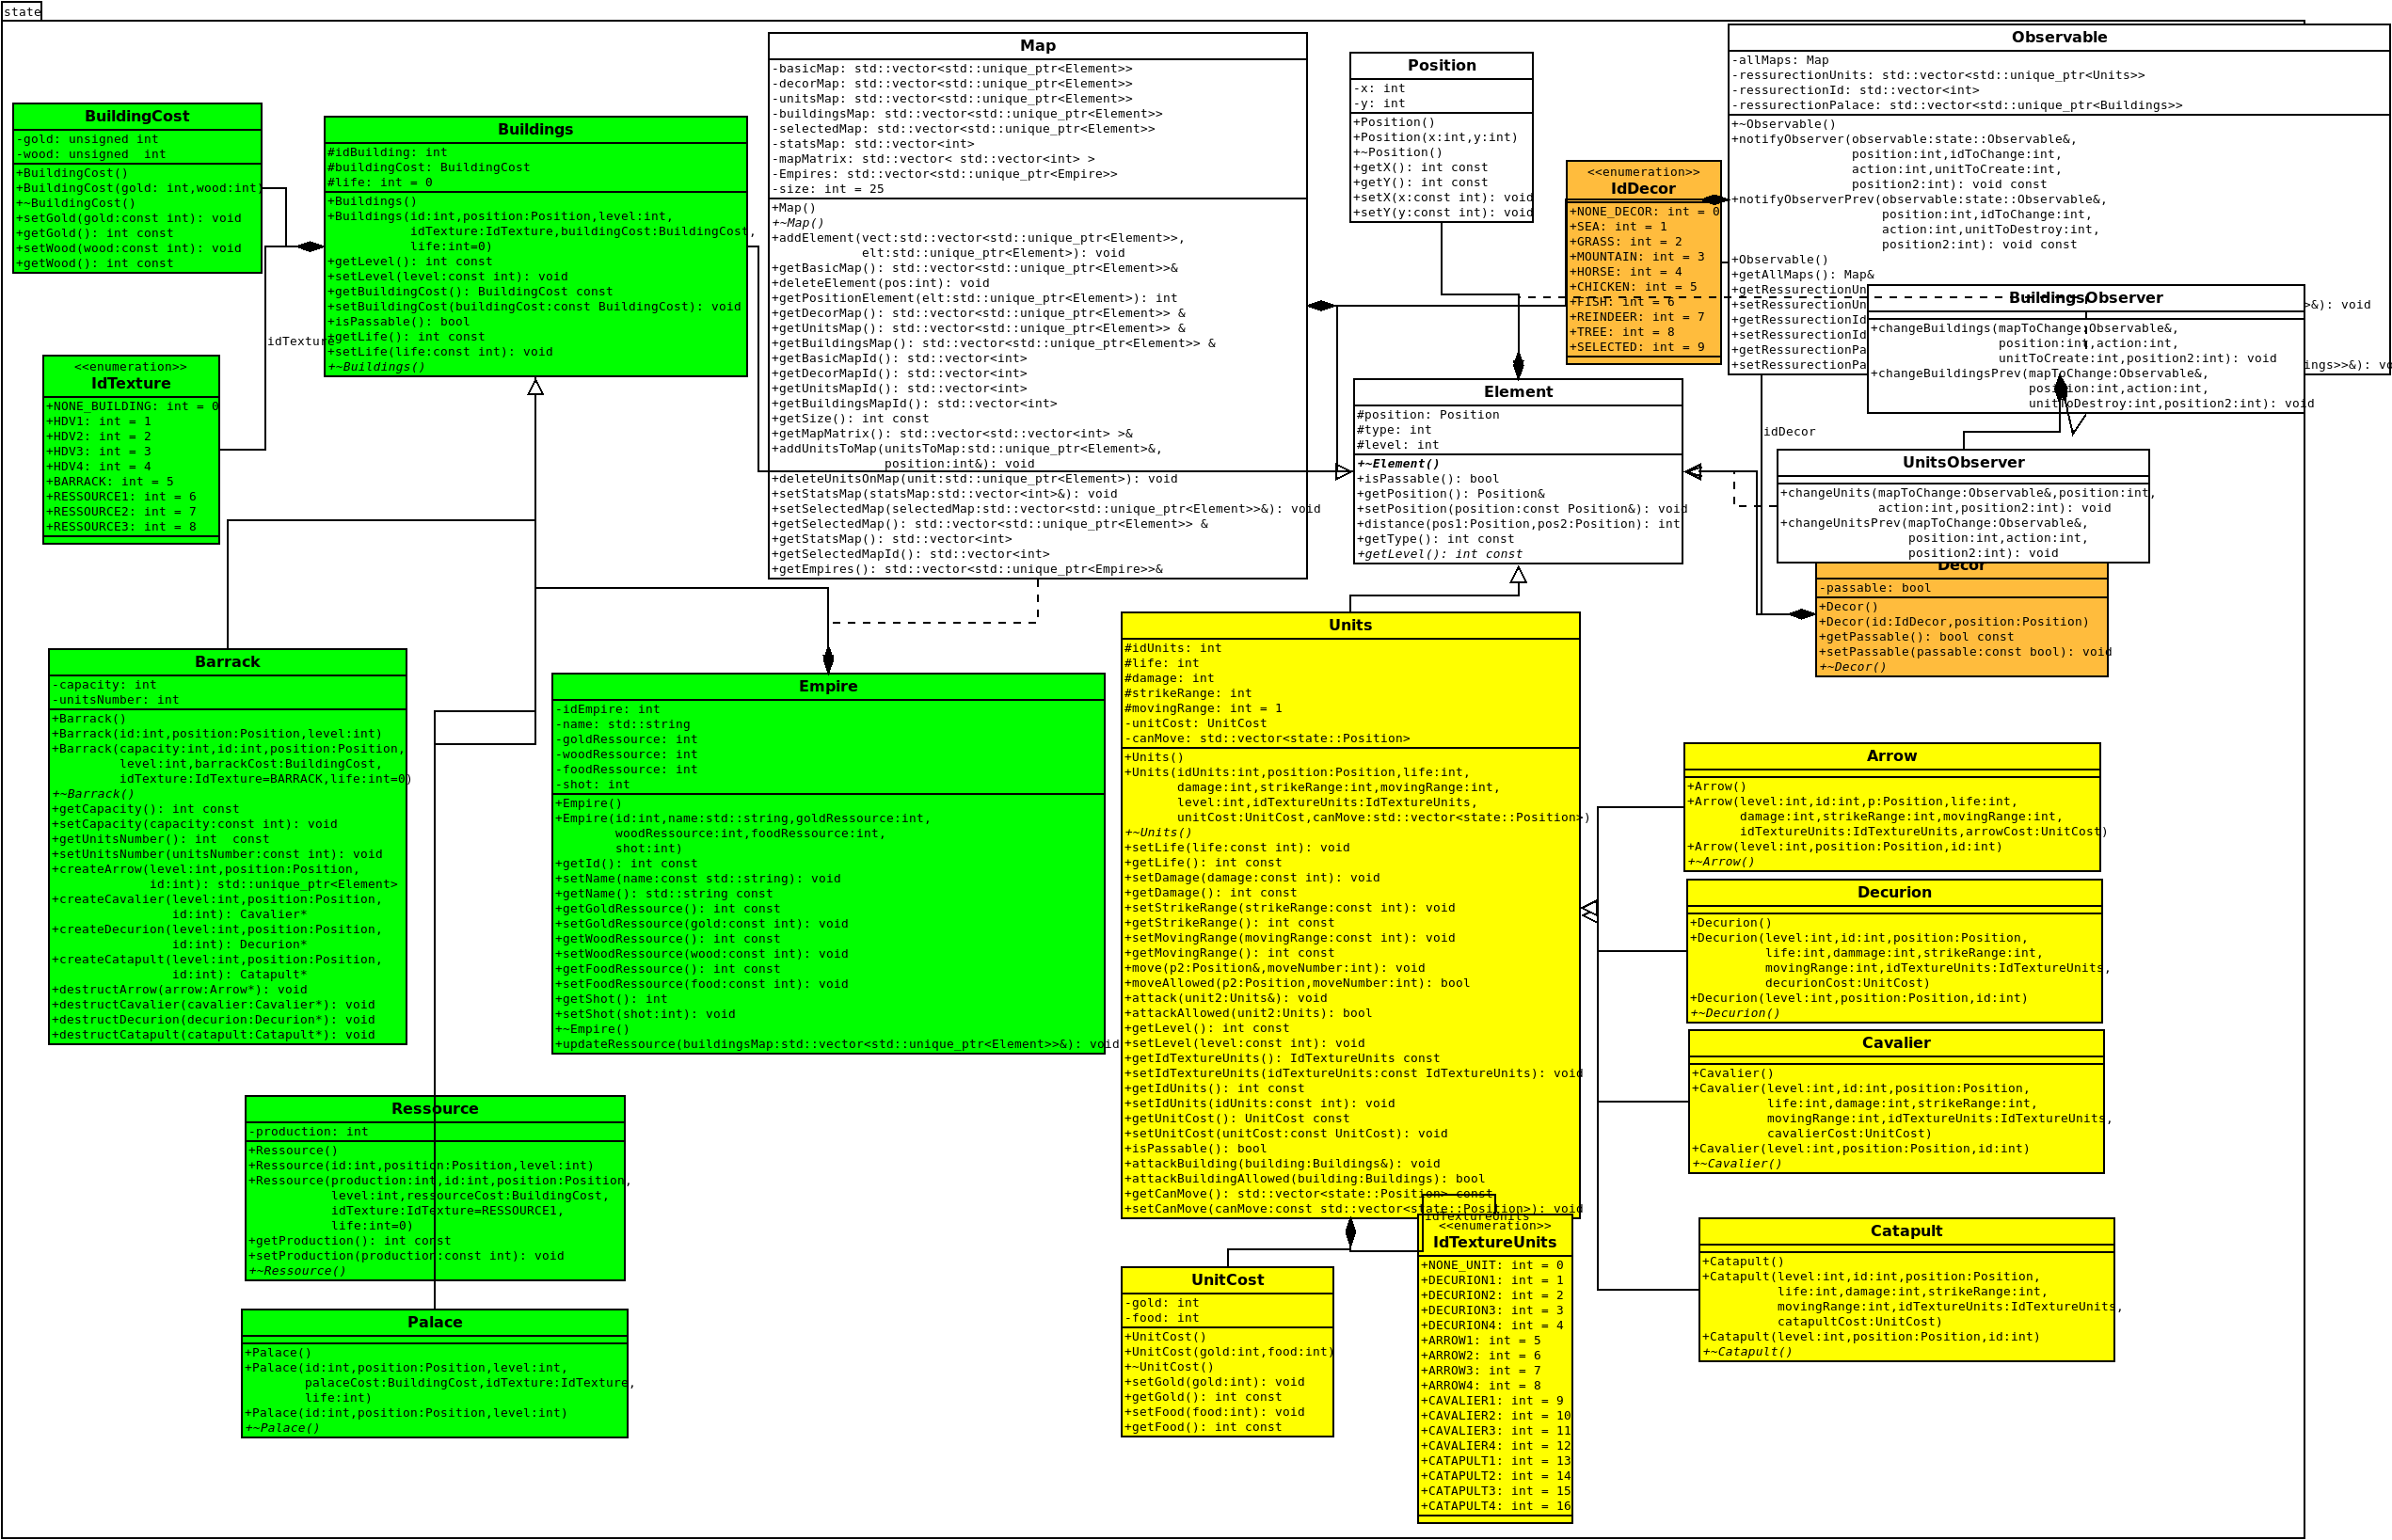 state
BuildingCost
-gold: unsigned int
-wood: unsigned  int
+BuildingCost()
+BuildingCost(gold: int,wood:int)
+~BuildingCost()
+setGold(gold:const int): void
+getGold(): int const
+setWood(wood:const int): void
+getWood(): int const
<<enumeration>>
IdTexture
+NONE_BUILDING: int = 0
+HDV1: int = 1
+HDV2: int = 2
+HDV3: int = 3
+HDV4: int = 4
+BARRACK: int = 5
+RESSOURCE1: int = 6
+RESSOURCE2: int = 7
+RESSOURCE3: int = 8
idTexture
Buildings
#idBuilding: int
#buildingCost: BuildingCost
#life: int = 0
+Buildings()
+Buildings(id:int,position:Position,level:int,
idTexture:IdTexture,buildingCost:BuildingCost,
life:int=0)
+getLevel(): int const
+setLevel(level:const int): void
+getBuildingCost(): BuildingCost const
+setBuildingCost(buildingCost:const BuildingCost): void
+isPassable(): bool
+getLife(): int const
+setLife(life:const int): void
+~Buildings()
Map
-basicMap: std::vector<std::unique_ptr<Element>>
-decorMap: std::vector<std::unique_ptr<Element>>
-unitsMap: std::vector<std::unique_ptr<Element>>
-buildingsMap: std::vector<std::unique_ptr<Element>>
-selectedMap: std::vector<std::unique_ptr<Element>>
-statsMap: std::vector<int>
-mapMatrix: std::vector< std::vector<int> >
-Empires: std::vector<std::unique_ptr<Empire>>
-size: int = 25
+Map()
+~Map()
+addElement(vect:std::vector<std::unique_ptr<Element>>,
elt:std::unique_ptr<Element>): void
+getBasicMap(): std::vector<std::unique_ptr<Element>>&
+deleteElement(pos:int): void
+getPositionElement(elt:std::unique_ptr<Element>): int
+getDecorMap(): std::vector<std::unique_ptr<Element>> &
+getUnitsMap(): std::vector<std::unique_ptr<Element>> &
+getBuildingsMap(): std::vector<std::unique_ptr<Element>> &
+getBasicMapId(): std::vector<int>
+getDecorMapId(): std::vector<int>
+getUnitsMapId(): std::vector<int>
+getBuildingsMapId(): std::vector<int>
+getSize(): int const
+getMapMatrix(): std::vector<std::vector<int> >&
+addUnitsToMap(unitsToMap:std::unique_ptr<Element>&,
position:int&): void
+deleteUnitsOnMap(unit:std::unique_ptr<Element>): void
+setStatsMap(statsMap:std::vector<int>&): void
+setSelectedMap(selectedMap:std::vector<std::unique_ptr<Element>>&): void
+getSelectedMap(): std::vector<std::unique_ptr<Element>> &
+getStatsMap(): std::vector<int>
+getSelectedMapId(): std::vector<int>
+getEmpires(): std::vector<std::unique_ptr<Empire>>&
Position
-x: int
-y: int
+Position()
+Position(x:int,y:int)
+~Position()
+getX(): int const
+getY(): int const
+setX(x:const int): void
+setY(y:const int): void
<<enumeration>>
IdDecor
+NONE_DECOR: int = 0
+SEA: int = 1
+GRASS: int = 2
+MOUNTAIN: int = 3
+HORSE: int = 4
+CHICKEN: int = 5
+FISH: int = 6
+REINDEER: int = 7
+TREE: int = 8
+SELECTED: int = 9
Observable
-allMaps: Map
-ressurectionUnits: std::vector<std::unique_ptr<Units>>
-ressurectionId: std::vector<int>
-ressurectionPalace: std::vector<std::unique_ptr<Buildings>>
+~Observable()
+notifyObserver(observable:state::Observable&,
position:int,idToChange:int,
action:int,unitToCreate:int,
position2:int): void const
+notifyObserverPrev(observable:state::Observable&,
position:int,idToChange:int,
action:int,unitToDestroy:int,
position2:int): void const
+Observable()
+getAllMaps(): Map&
+getRessurectionUn
+setRessurectionUn >&): void
+getRessurectionId
+setRessurectionId
+getRessurectionPa
+setRessurectionPa ings>>&): vo
BuildingsObserver
+changeBuildings(mapToChange:Observable&,
position:int,action:int,
unitToCreate:int,position2:int): void
+changeBuildingsPrev(mapToChange:Observable&,
position:int,action:int,
unitToDestroy:int,position2:int): void
idDecor
Element
#position: Position
#type: int
#level: int
+~Element()
+isPassable(): bool
+getPosition(): Position&
+setPosition(position:const Position&): void
+distance(pos1:Position,pos2:Position): int
+getType(): int const
+getLevel(): int const
UnitsObserver
+changeUnits(mapToChange:Observable&,position:int,
action:int,position2:int): void
+changeUnitsPrev(mapToChange:Observable&,
position:int,action:int,
position2:int): void
Decor
-passable: bool
+Decor()
+Decor(id:IdDecor,position:Position)
+getPassable(): bool const
+setPassable(passable:const bool): void
+~Decor()
Barrack
-capacity: int
-unitsNumber: int
+Barrack()
+Barrack(id:int,position:Position,level:int)
+Barrack(capacity:int,id:int,position:Position,
level:int,barrackCost:BuildingCost,
idTexture:IdTexture=BARRACK,life:int=0)
+~Barrack()
+getCapacity(): int const
+setCapacity(capacity:const int): void
+getUnitsNumber(): int  const
+setUnitsNumber(unitsNumber:const int): void
+createArrow(level:int,position:Position,
id:int): std::unique_ptr<Element>
+createCavalier(level:int,position:Position,
id:int): Cavalier*
+createDecurion(level:int,position:Position,
id:int): Decurion*
+createCatapult(level:int,position:Position,
id:int): Catapult*
+destructArrow(arrow:Arrow*): void
+destructCavalier(cavalier:Cavalier*): void
+destructDecurion(decurion:Decurion*): void
+destructCatapult(catapult:Catapult*): void
Empire
-idEmpire: int
-name: std::string
-goldRessource: int
-woodRessource: int
-foodRessource: int
-shot: int
+Empire()
+Empire(id:int,name:std::string,goldRessource:int,
woodRessource:int,foodRessource:int,
shot:int)
+getId(): int const
+setName(name:const std::string): void
+getName(): std::string const
+getGoldRessource(): int const
+setGoldRessource(gold:const int): void
+getWoodRessource(): int const
+setWoodRessource(wood:const int): void
+getFoodRessource(): int const
+setFoodRessource(food:const int): void
+getShot(): int
+setShot(shot:int): void
+~Empire()
+updateRessource(buildingsMap:std::vector<std::unique_ptr<Element>>&): void
Units
#idUnits: int
#life: int
#damage: int
#strikeRange: int
#movingRange: int = 1
-unitCost: UnitCost
-canMove: std::vector<state::Position>
+Units()
+Units(idUnits:int,position:Position,life:int,
damage:int,strikeRange:int,movingRange:int,
level:int,idTextureUnits:IdTextureUnits,
unitCost:UnitCost,canMove:std::vector<state::Position>)
+~Units()
+setLife(life:const int): void
+getLife(): int const
+setDamage(damage:const int): void
+getDamage(): int const
+setStrikeRange(strikeRange:const int): void
+getStrikeRange(): int const
+setMovingRange(movingRange:const int): void
+getMovingRange(): int const
+move(p2:Position&,moveNumber:int): void
+moveAllowed(p2:Position,moveNumber:int): bool
+attack(unit2:Units&): void
+attackAllowed(unit2:Units): bool
+getLevel(): int const
+setLevel(level:const int): void
+getIdTextureUnits(): IdTextureUnits const
+setIdTextureUnits(idTextureUnits:const IdTextureUnits): void
+getIdUnits(): int const
+setIdUnits(idUnits:const int): void
+getUnitCost(): UnitCost const
+setUnitCost(unitCost:const UnitCost): void
+isPassable(): bool
+attackBuilding(building:Buildings&): void
+attackBuildingAllowed(building:Buildings): bool
+getCanMove(): std::vector<state::Position> const
+setCanMove(canMove:const std::vector<state::Position>): void
idTextureUnits
Arrow
+Arrow()
+Arrow(level:int,id:int,p:Position,life:int,
damage:int,strikeRange:int,movingRange:int,
idTextureUnits:IdTextureUnits,arrowCost:UnitCost)
+Arrow(level:int,position:Position,id:int)
+~Arrow()
Decurion
+Decurion()
+Decurion(level:int,id:int,position:Position,
life:int,dammage:int,strikeRange:int,
movingRange:int,idTextureUnits:IdTextureUnits,
decurionCost:UnitCost)
+Decurion(level:int,position:Position,id:int)
+~Decurion()
Cavalier
+Cavalier()
+Cavalier(level:int,id:int,position:Position,
life:int,damage:int,strikeRange:int,
movingRange:int,idTextureUnits:IdTextureUnits,
cavalierCost:UnitCost)
+Cavalier(level:int,position:Position,id:int)
+~Cavalier()
Catapult
+Catapult()
+Catapult(level:int,id:int,position:Position,
life:int,damage:int,strikeRange:int,
movingRange:int,idTextureUnits:IdTextureUnits,
catapultCost:UnitCost)
+Catapult(level:int,position:Position,id:int)
+~Catapult()
Ressource
-production: int
+Ressource()
+Ressource(id:int,position:Position,level:int)
+Ressource(production:int,id:int,position:Position,
level:int,ressourceCost:BuildingCost,
idTexture:IdTexture=RESSOURCE1,
life:int=0)
+getProduction(): int const
+setProduction(production:const int): void
+~Ressource()
Palace
+Palace()
+Palace(id:int,position:Position,level:int,
palaceCost:BuildingCost,idTexture:IdTexture,
life:int)
+Palace(id:int,position:Position,level:int)
+~Palace()
UnitCost
-gold: int
-food: int
+UnitCost()
+UnitCost(gold:int,food:int)
+~UnitCost()
+setGold(gold:int): void
+getGold(): int const
+setFood(food:int): void
+getFood(): int const
<<enumeration>>
IdTextureUnits
+NONE_UNIT: int = 0
+DECURION1: int = 1
+DECURION2: int = 2
+DECURION3: int = 3
+DECURION4: int = 4
+ARROW1: int = 5
+ARROW2: int = 6
+ARROW3: int = 7
+ARROW4: int = 8
+CAVALIER1: int = 9
+CAVALIER2: int = 10
+CAVALIER3: int = 11
+CAVALIER4: int = 12
+CATAPULT1: int = 13
+CATAPULT2: int = 14
+CATAPULT3: int = 15
+CATAPULT4: int = 16